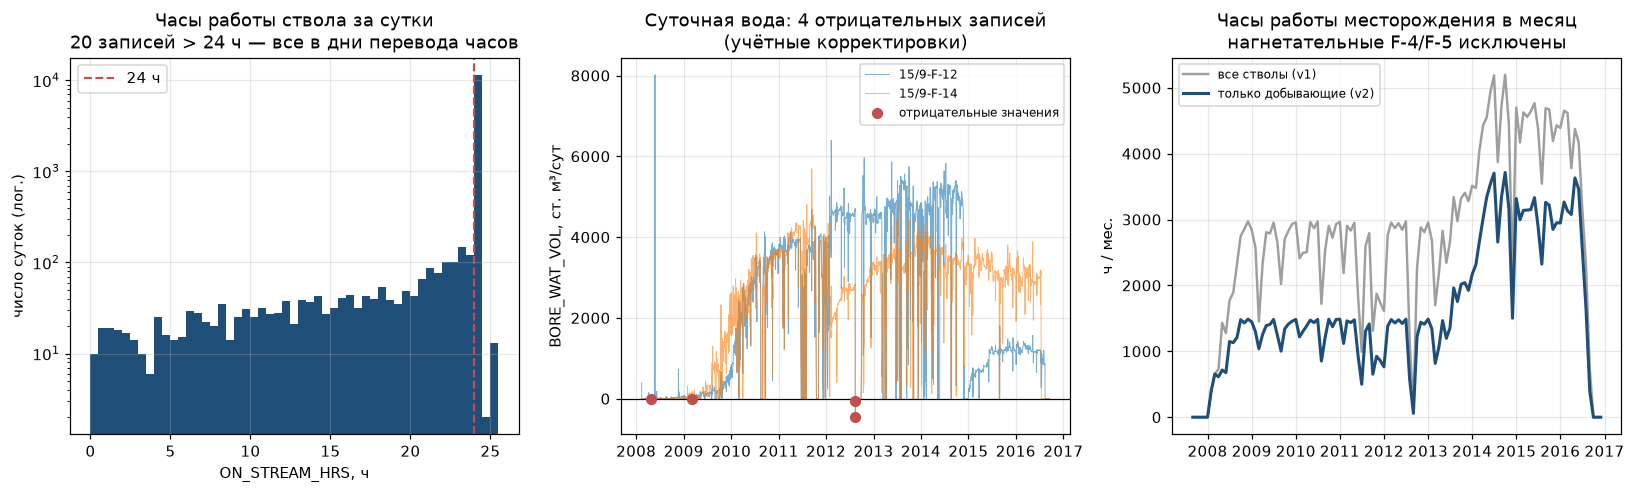 Часы работы ствола за сутки
20 записей > 24 ч — все в дни перевода часов
24 ч
число суток (лог.)
10⁴
10³
10²
10¹
0 5 10 15 20 25
ON_STREAM_HRS, ч
Суточная вода: 4 отрицательных записей
(учётные корректировки)
15/9-F-12
15/9-F-14
отрицательные значения
BORE_WAT_VOL, ст. м³/сут
8000
6000
4000
2000
0
2008 2009 2010 2011 2012 2013 2014 2015 2016 2017
Часы работы месторождения в месяц
нагнетательные F-4/F-5 исключены
все стволы (v1)
только добывающие (v2)
ч / мес.
5000
4000
3000
2000
1000
0
2008 2009 2010 2011 2012 2013 2014 2015 2016 2017